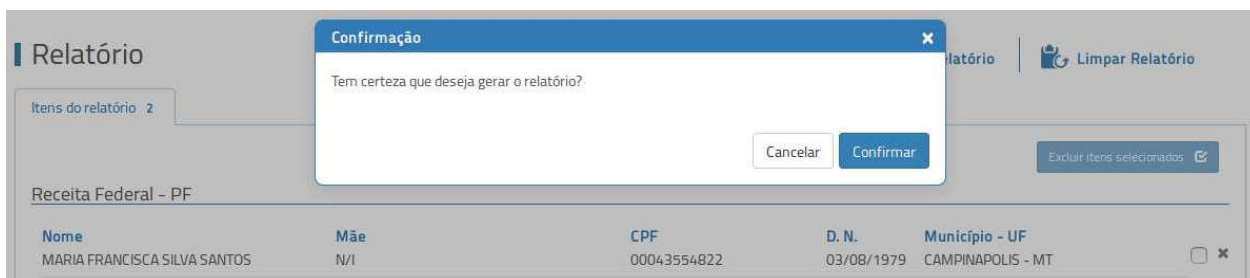 Confirmação
Relatório
latório
Limpar Relatório
Tem certeza que deseja gerar o relatório?
Itens do relatório 2
Cancelar
Confirmar
Excluir itens selecionados
Receita Federal - PF
Nome Mãe CPF D. N. Município - UF
MARIA FRANCISCA SILVA SANTOS N/I 00043554822 03/08/1979 CAMPINAPOLIS - MT